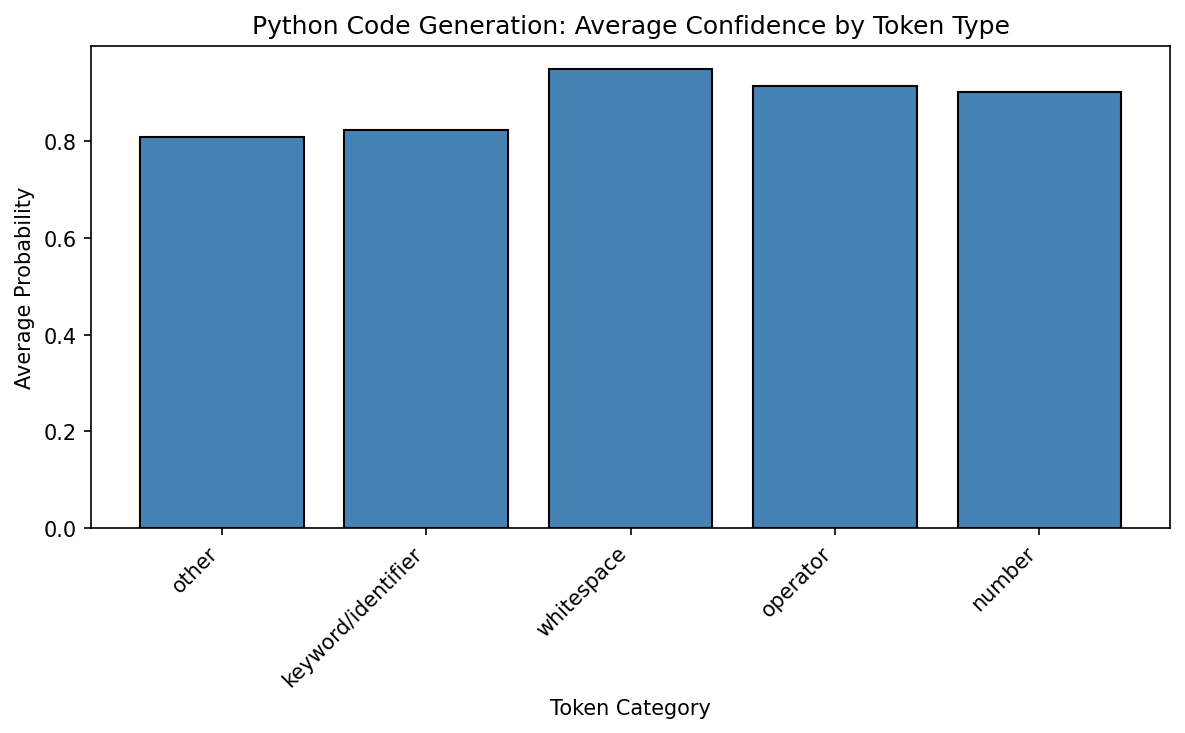 Python Code Generation: Average Confidence by Token Type
Average Probability
0.8
0.6
0.4
0.2
0.0
other
keyword/identifier
whitespace
operator
number
Token Category